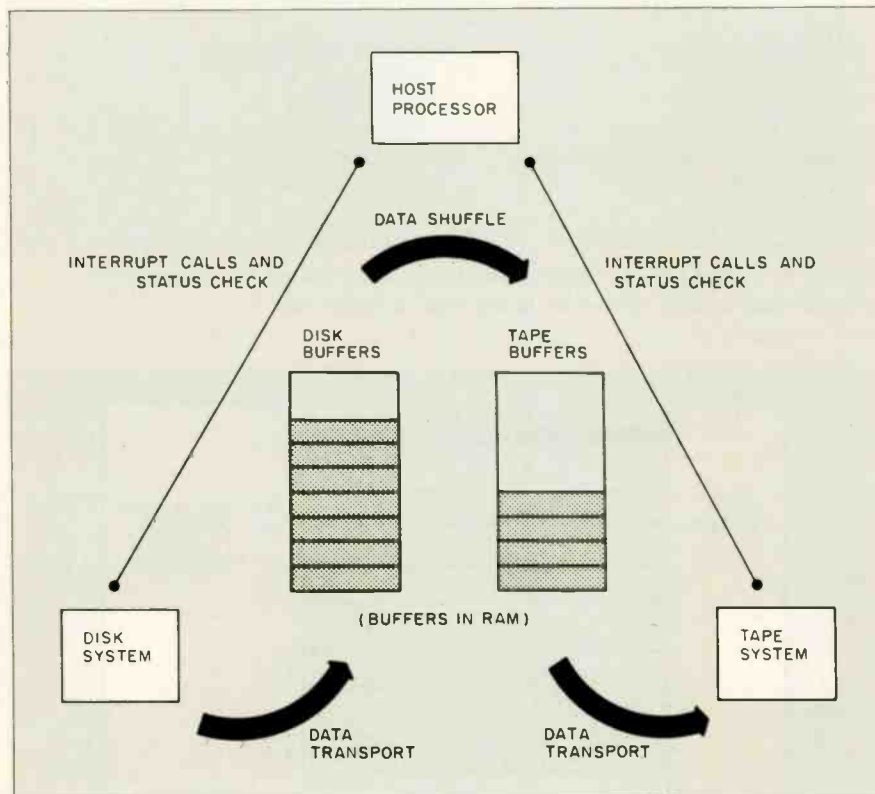 HOST
PROCESSOR
DATA SHUFFLE
INTERRUPT CALLS AND
STATUS CHECK
INTERRUPT CALLS AND
STATUS CHECK
DISK
BUFFERS
TAPE
BUFFERS
(BUFFERS IN RAM)
DISK
SYSTEM
TAPE
SYSTEM
DATA
TRANSPORT
DATA
TRANSPORT